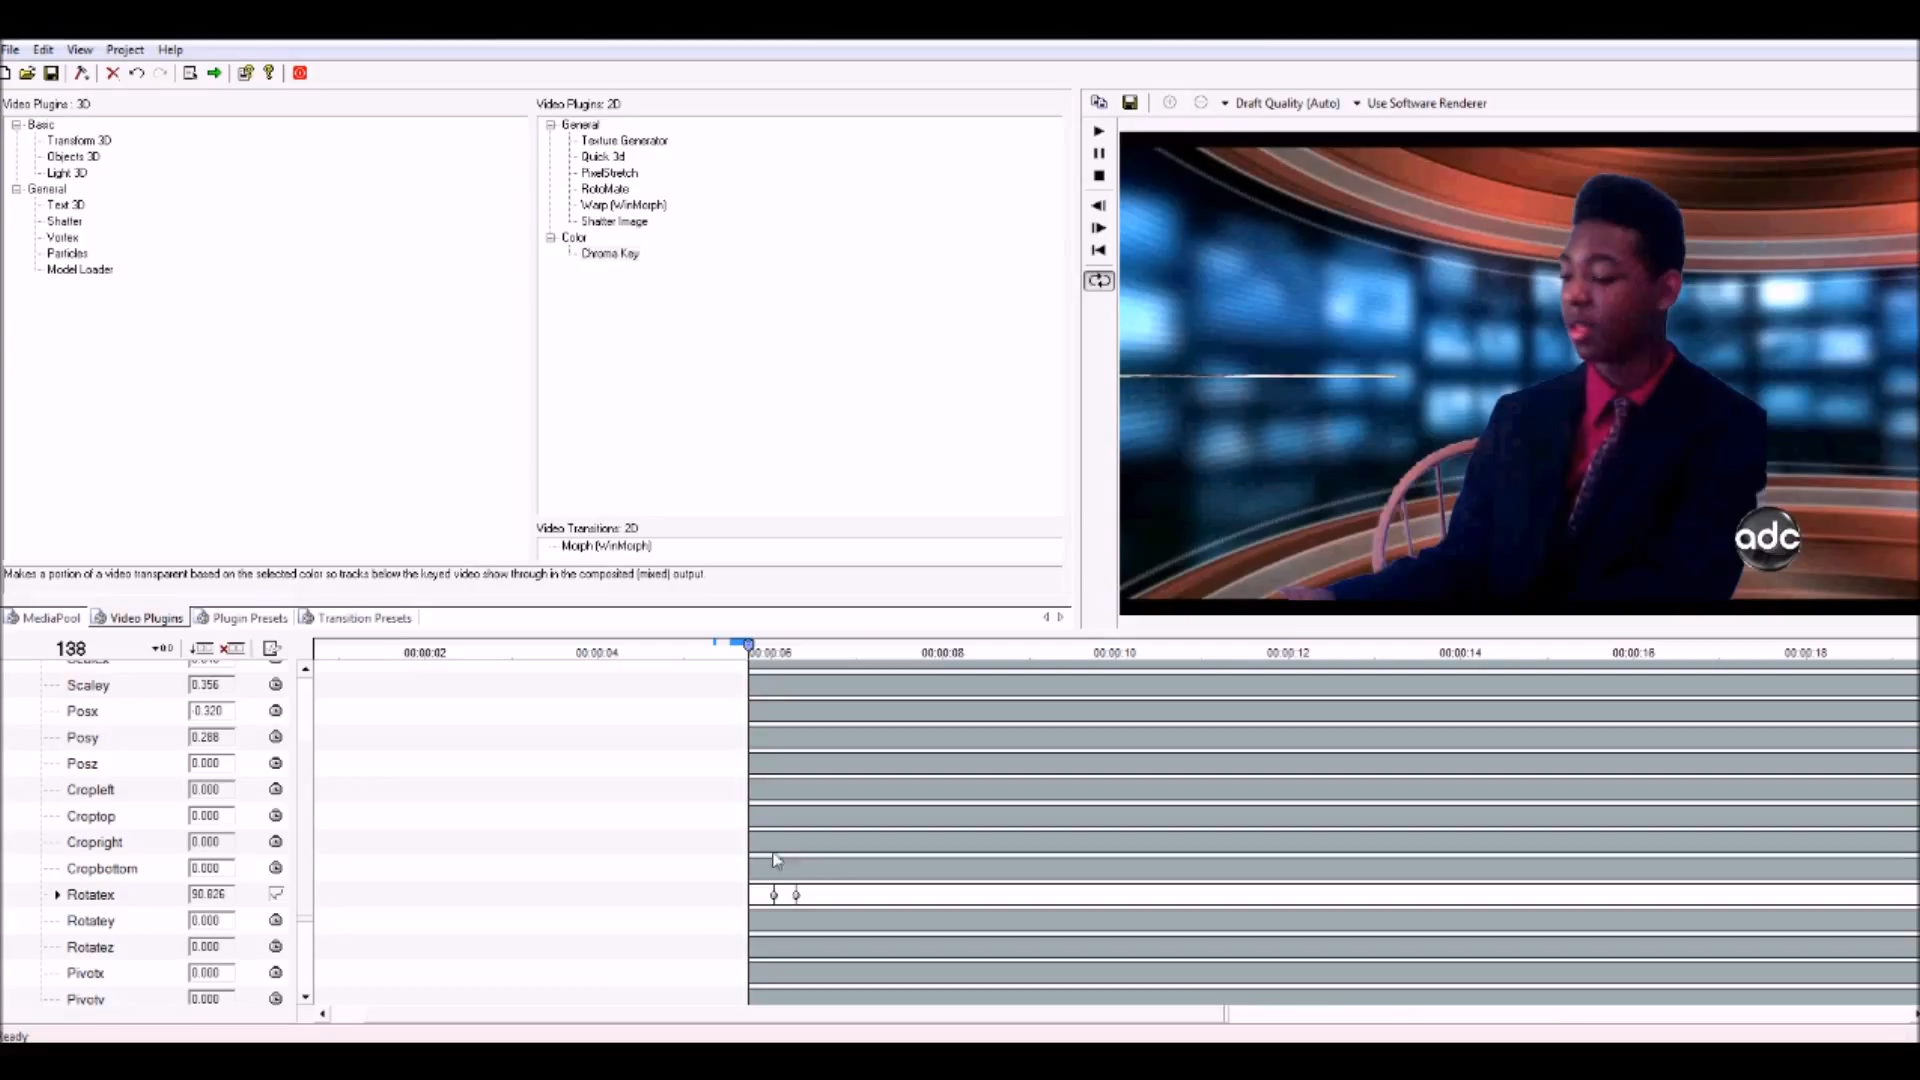 File Edit View Project Help
Video Plugins : 3D
Basic
Transform 3D
Objects 3D
Light 3D
General
Text 3D
Shatter
Vortex
Particles
Model Loader
Video Plugins: 2D
General
Texture Generator
Quick 3d
PixelStretch
RotoMate
Warp (WinMorph)
Shatter Image
Color
Chroma Key
Video Transitions: 2D
Morph (WinMorph)
Draft Quality (Auto) Use Software Renderer
adc
Makes a portion of a video transparent based on the selected color so tracks below the keyed video show through in the composited (mixed) output.
MediaPool Video Plugins Plugin Presets Transition Presets
138
00:00:02 00:00:04 00:00:06 00:00:08 00:00:10 00:00:12 00:00:14 00:00:16 00:00:18
Scaley 0.356
Posx -0.320
Posy 0.288
Posz 0.000
Cropleft 0.000
Croptop 0.000
Cropright 0.000
Cropbottom 0.000
Rotatex 90.826
Rotatey 0.000
Rotatez 0.000
Pivotx 0.000
Pivoty 0.000
eady